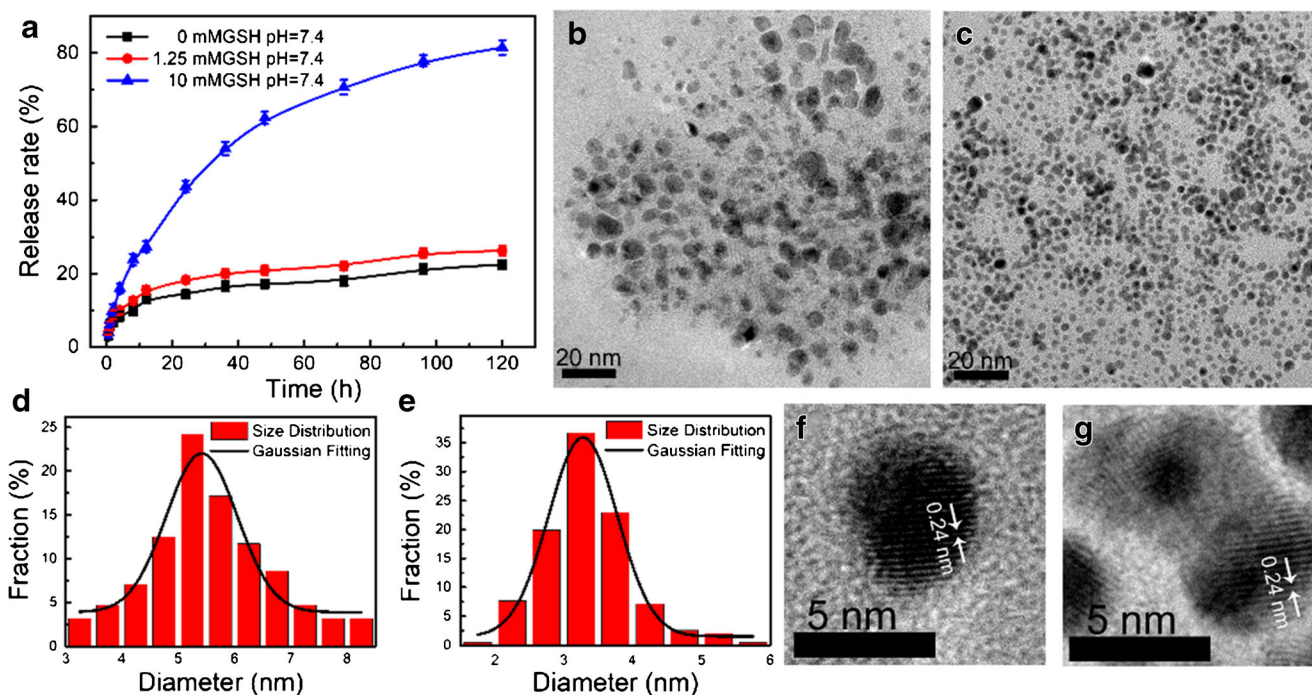 a
0 mMGSH pH=7.4
1.25 mMGSH pH=7.4
10 mMGSH pH=7.4
80
60
40
20
0
Release rate (%)
0 20 40 60 80 100 120
Time (h)
b
20 nm
c
20 nm
d
Size Distribution
Gaussian Fitting
25
20
15
10
5
0
Fraction (%)
3 4 5 6 7 8
Diameter (nm)
e
Size Distribution
Gaussian Fitting
35
30
25
20
15
10
5
0
Fraction (%)
2 3 4 5 6
Diameter (nm)
f
0.24 nm
5 nm
g
0.24 nm
5 nm